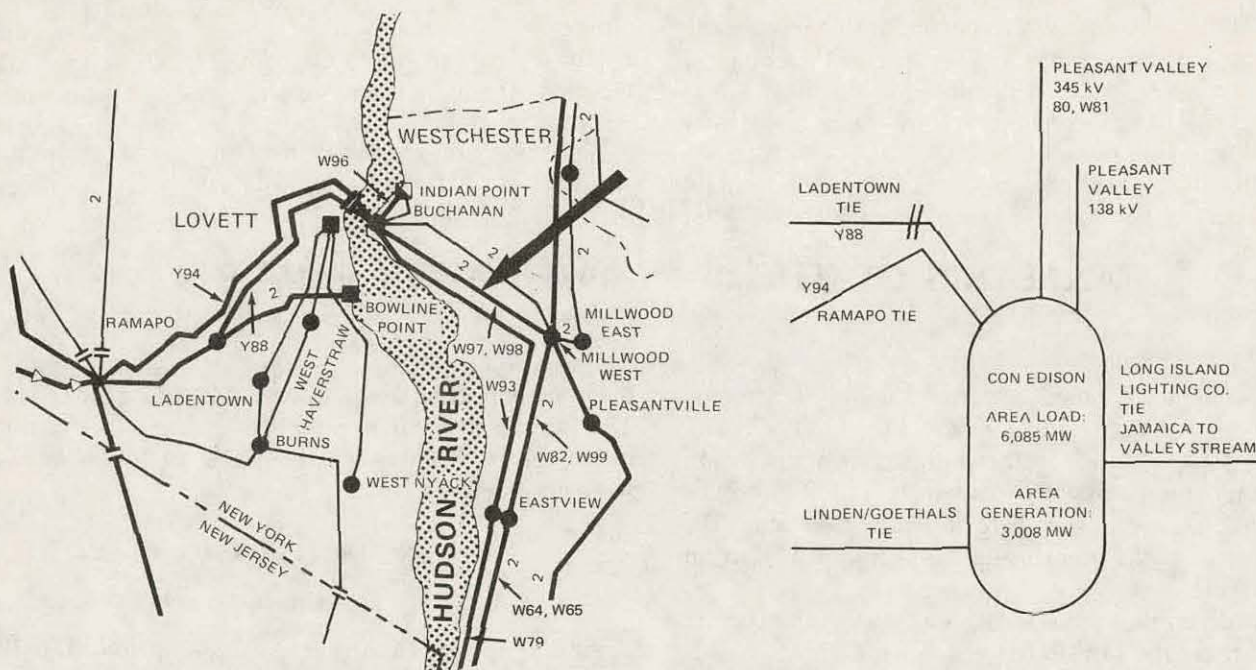 WESTCHESTER
W96
INDIAN POINT
BUCHANAN
LOVETT
2
2
2
2
2
Y94
RAMAPO
2
Y88
BOWLINE
POINT
W97, W98
2
MILLWOOD
EAST
MILLWOOD
WEST
WEST
HAVERSTRAW
LADENTOWN
W93
2
PLEASANTVILLE
BURNS
W82, W99
WEST NYACK
HUDSON RIVER
EASTVIEW
NEW YORK
NEW JERSEY
2
2
W64, W65
W79
PLEASANT VALLEY
345 kV
80, W81
PLEASANT
VALLEY
138 kV
LADENTOWN
TIE
Y88
Y94
RAMAPO TIE
CON EDISON
AREA LOAD:
6,085 MW
AREA
GENERATION:
3,008 MW
LONG ISLAND
LIGHTING CO.
TIE
JAMAICA TO
VALLEY STREAM
LINDEN/GOETHALS
TIE